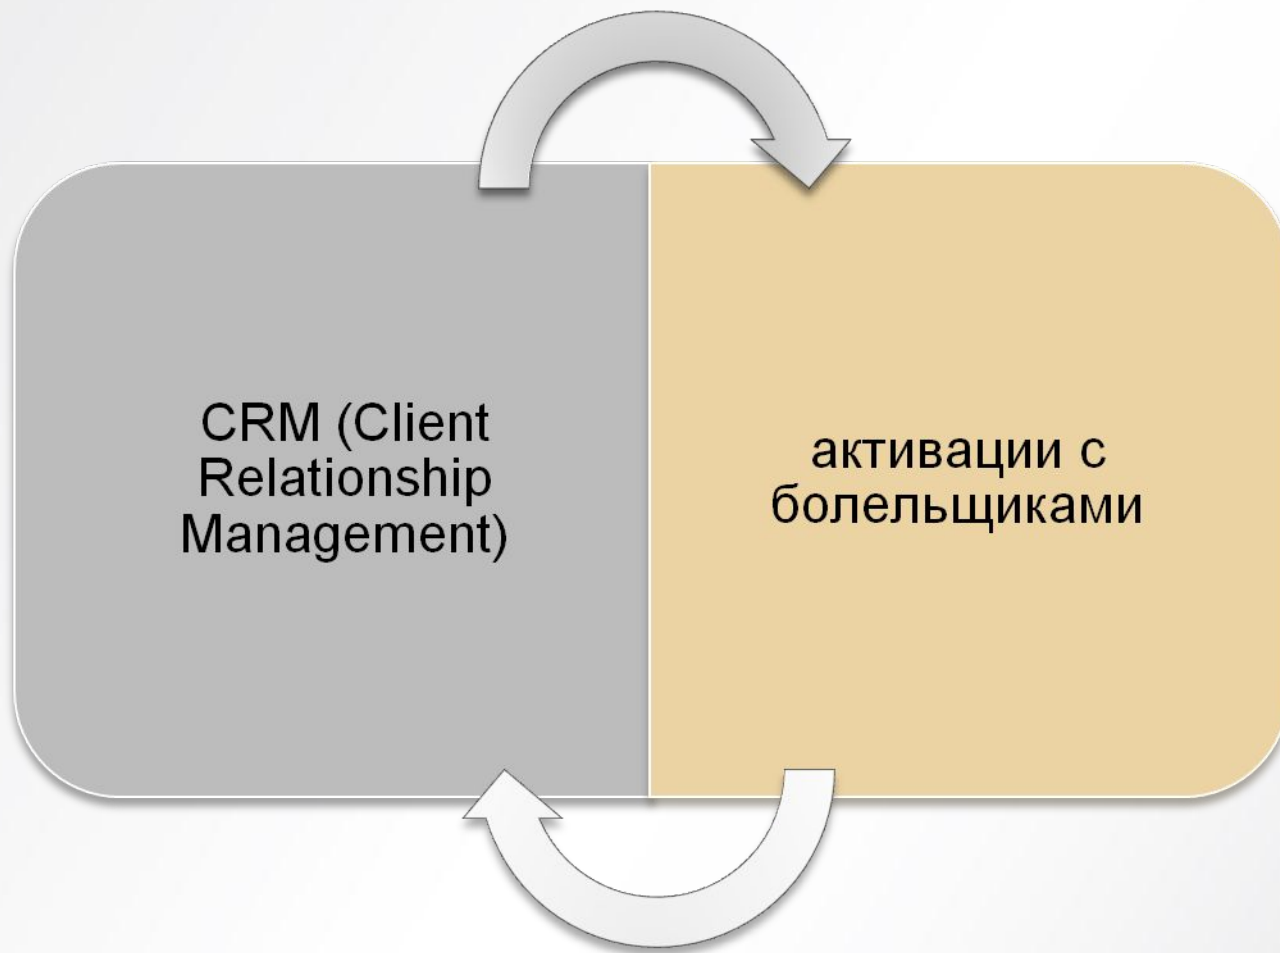 CRM (Client
Relationship
Management)
активации с
болельщиками